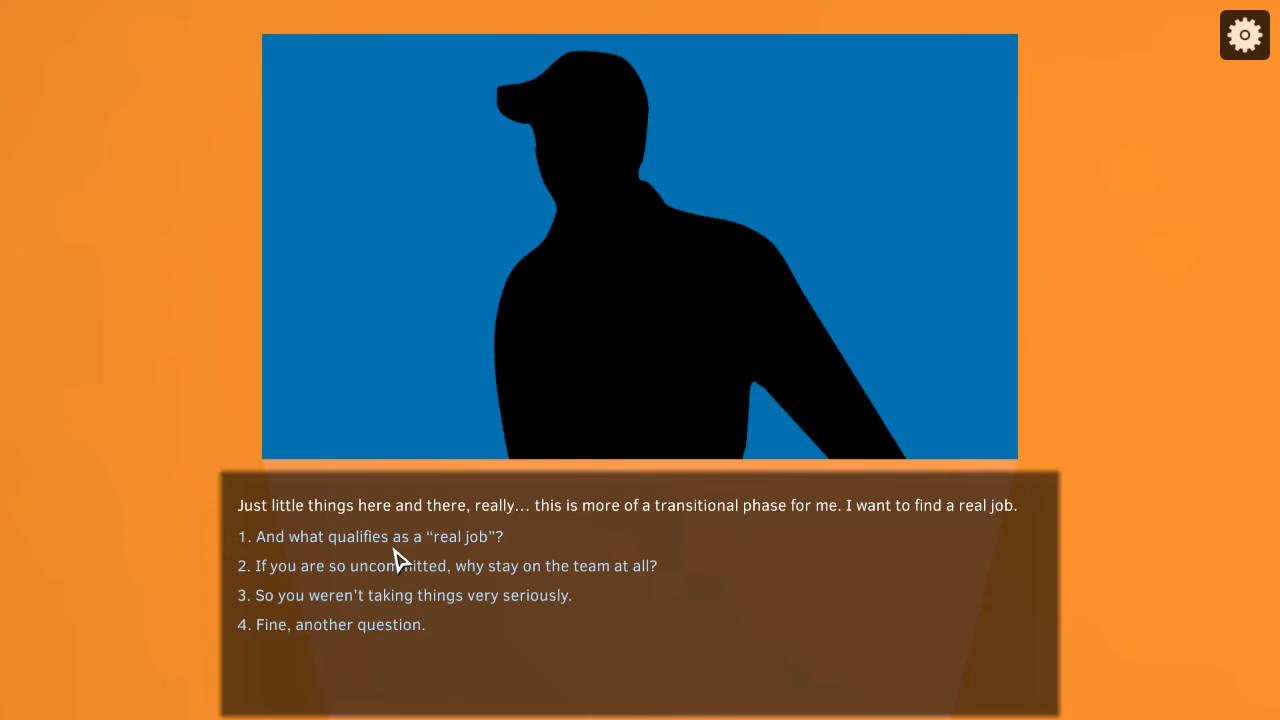 Just little things here and there, really… this is more of a transitional phase for me. I want to find a real job.
1. And what qualifies as a “real job”?
2. If you are so uncommitted, why stay on the team at all?
3. So you weren't taking things very seriously.
4. Fine, another question.